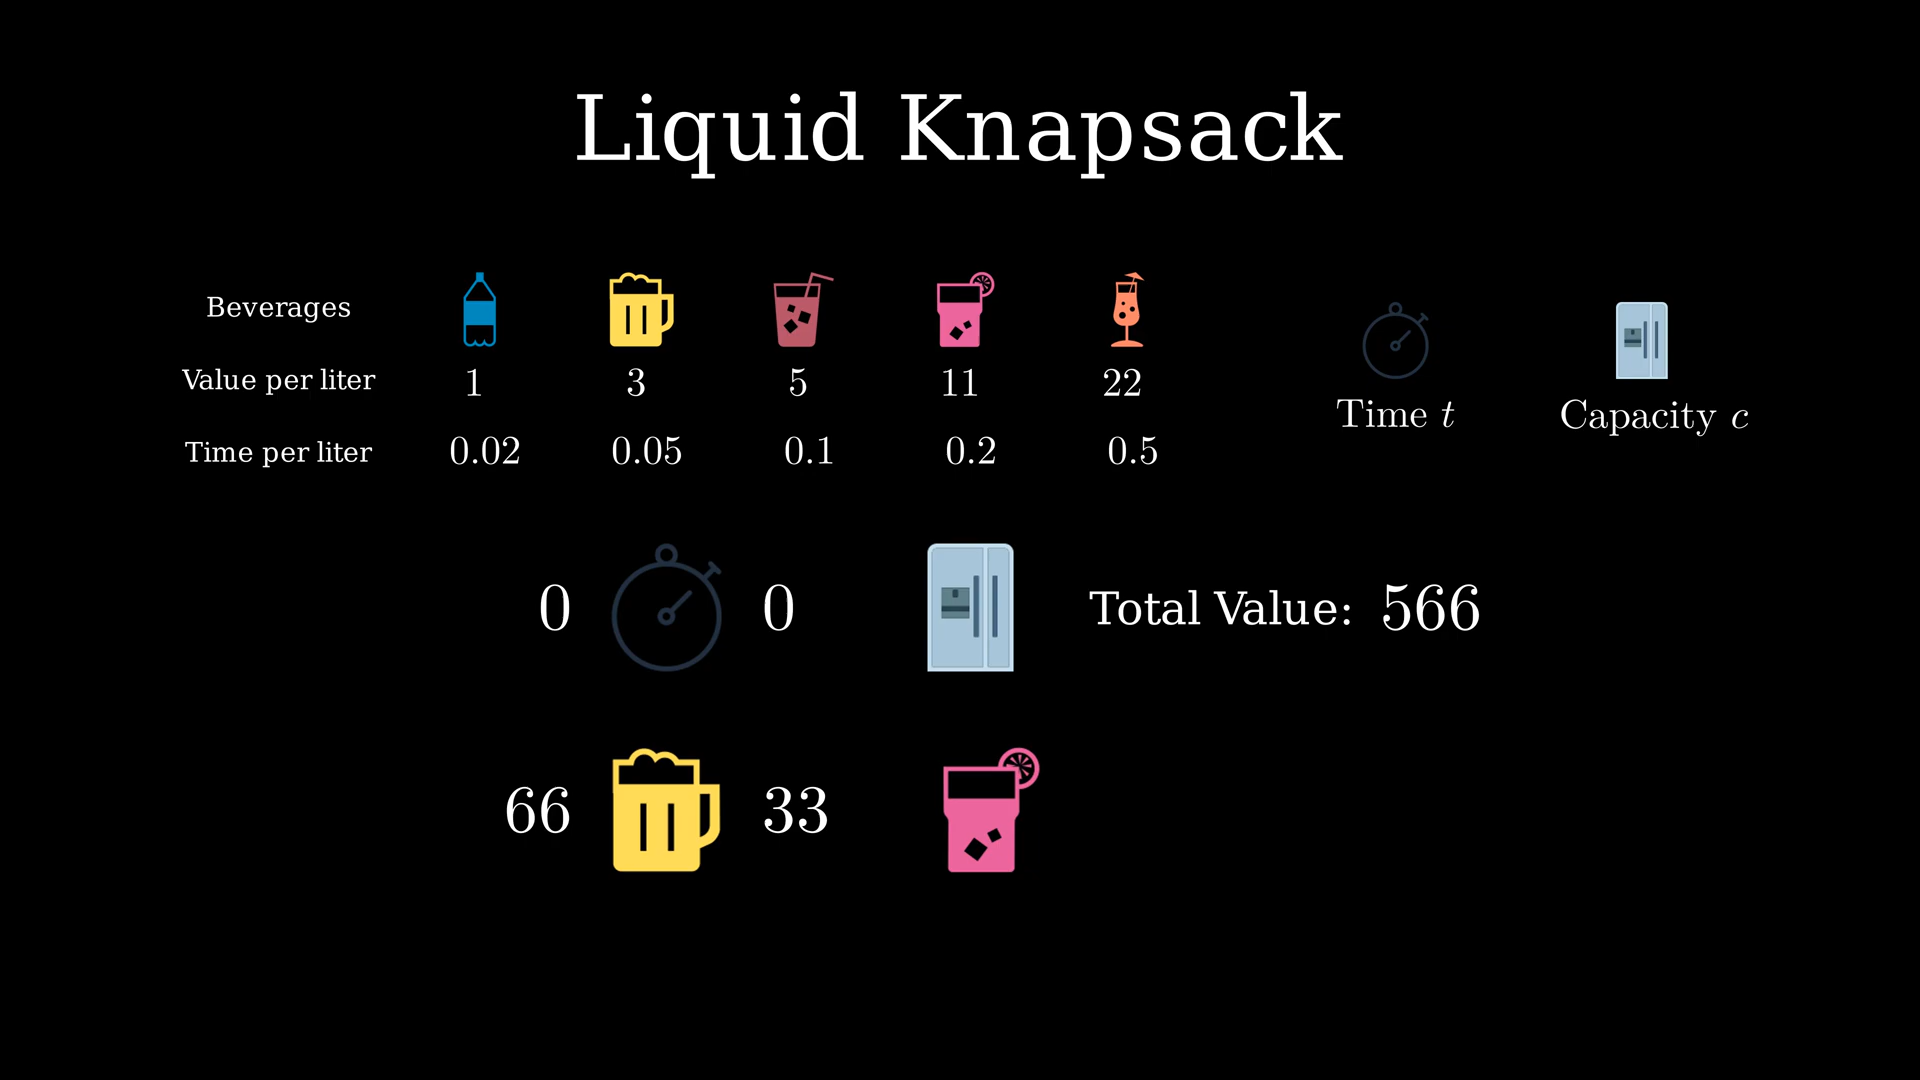 Liquid Knapsack
Beverages
Value per liter 1 3 5 11 22
Time per liter 0.02 0.05 0.1 0.2 0.5
Time t Capacity c
0 0 Total Value: 566
66 33